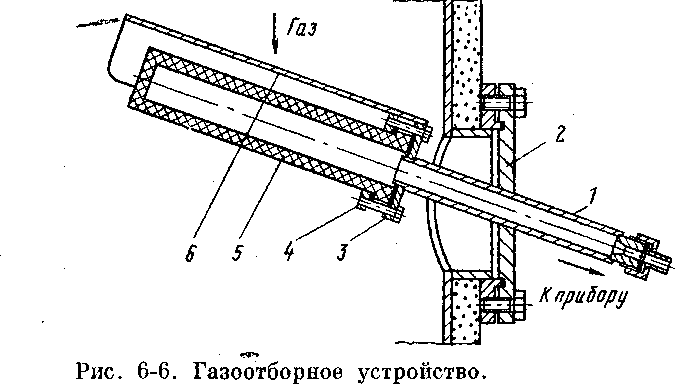 Газ
2
1
6 5 4 3
К прибору
Рис. 6-6. Газоотборное устройство.